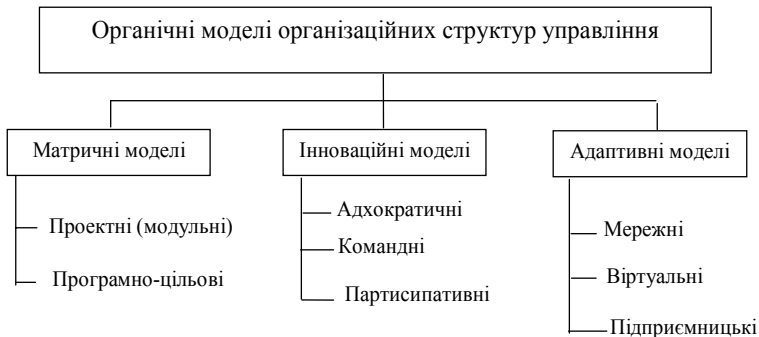 Органічні моделі організаційних структур управління
Матричні моделі
Проектні (модульні)
Програмно-цільові
Інноваційні моделі
Адхократичні
Командні
Партисипативні
Адаптивні моделі
Мережні
Віртуальні
Підприємницькі